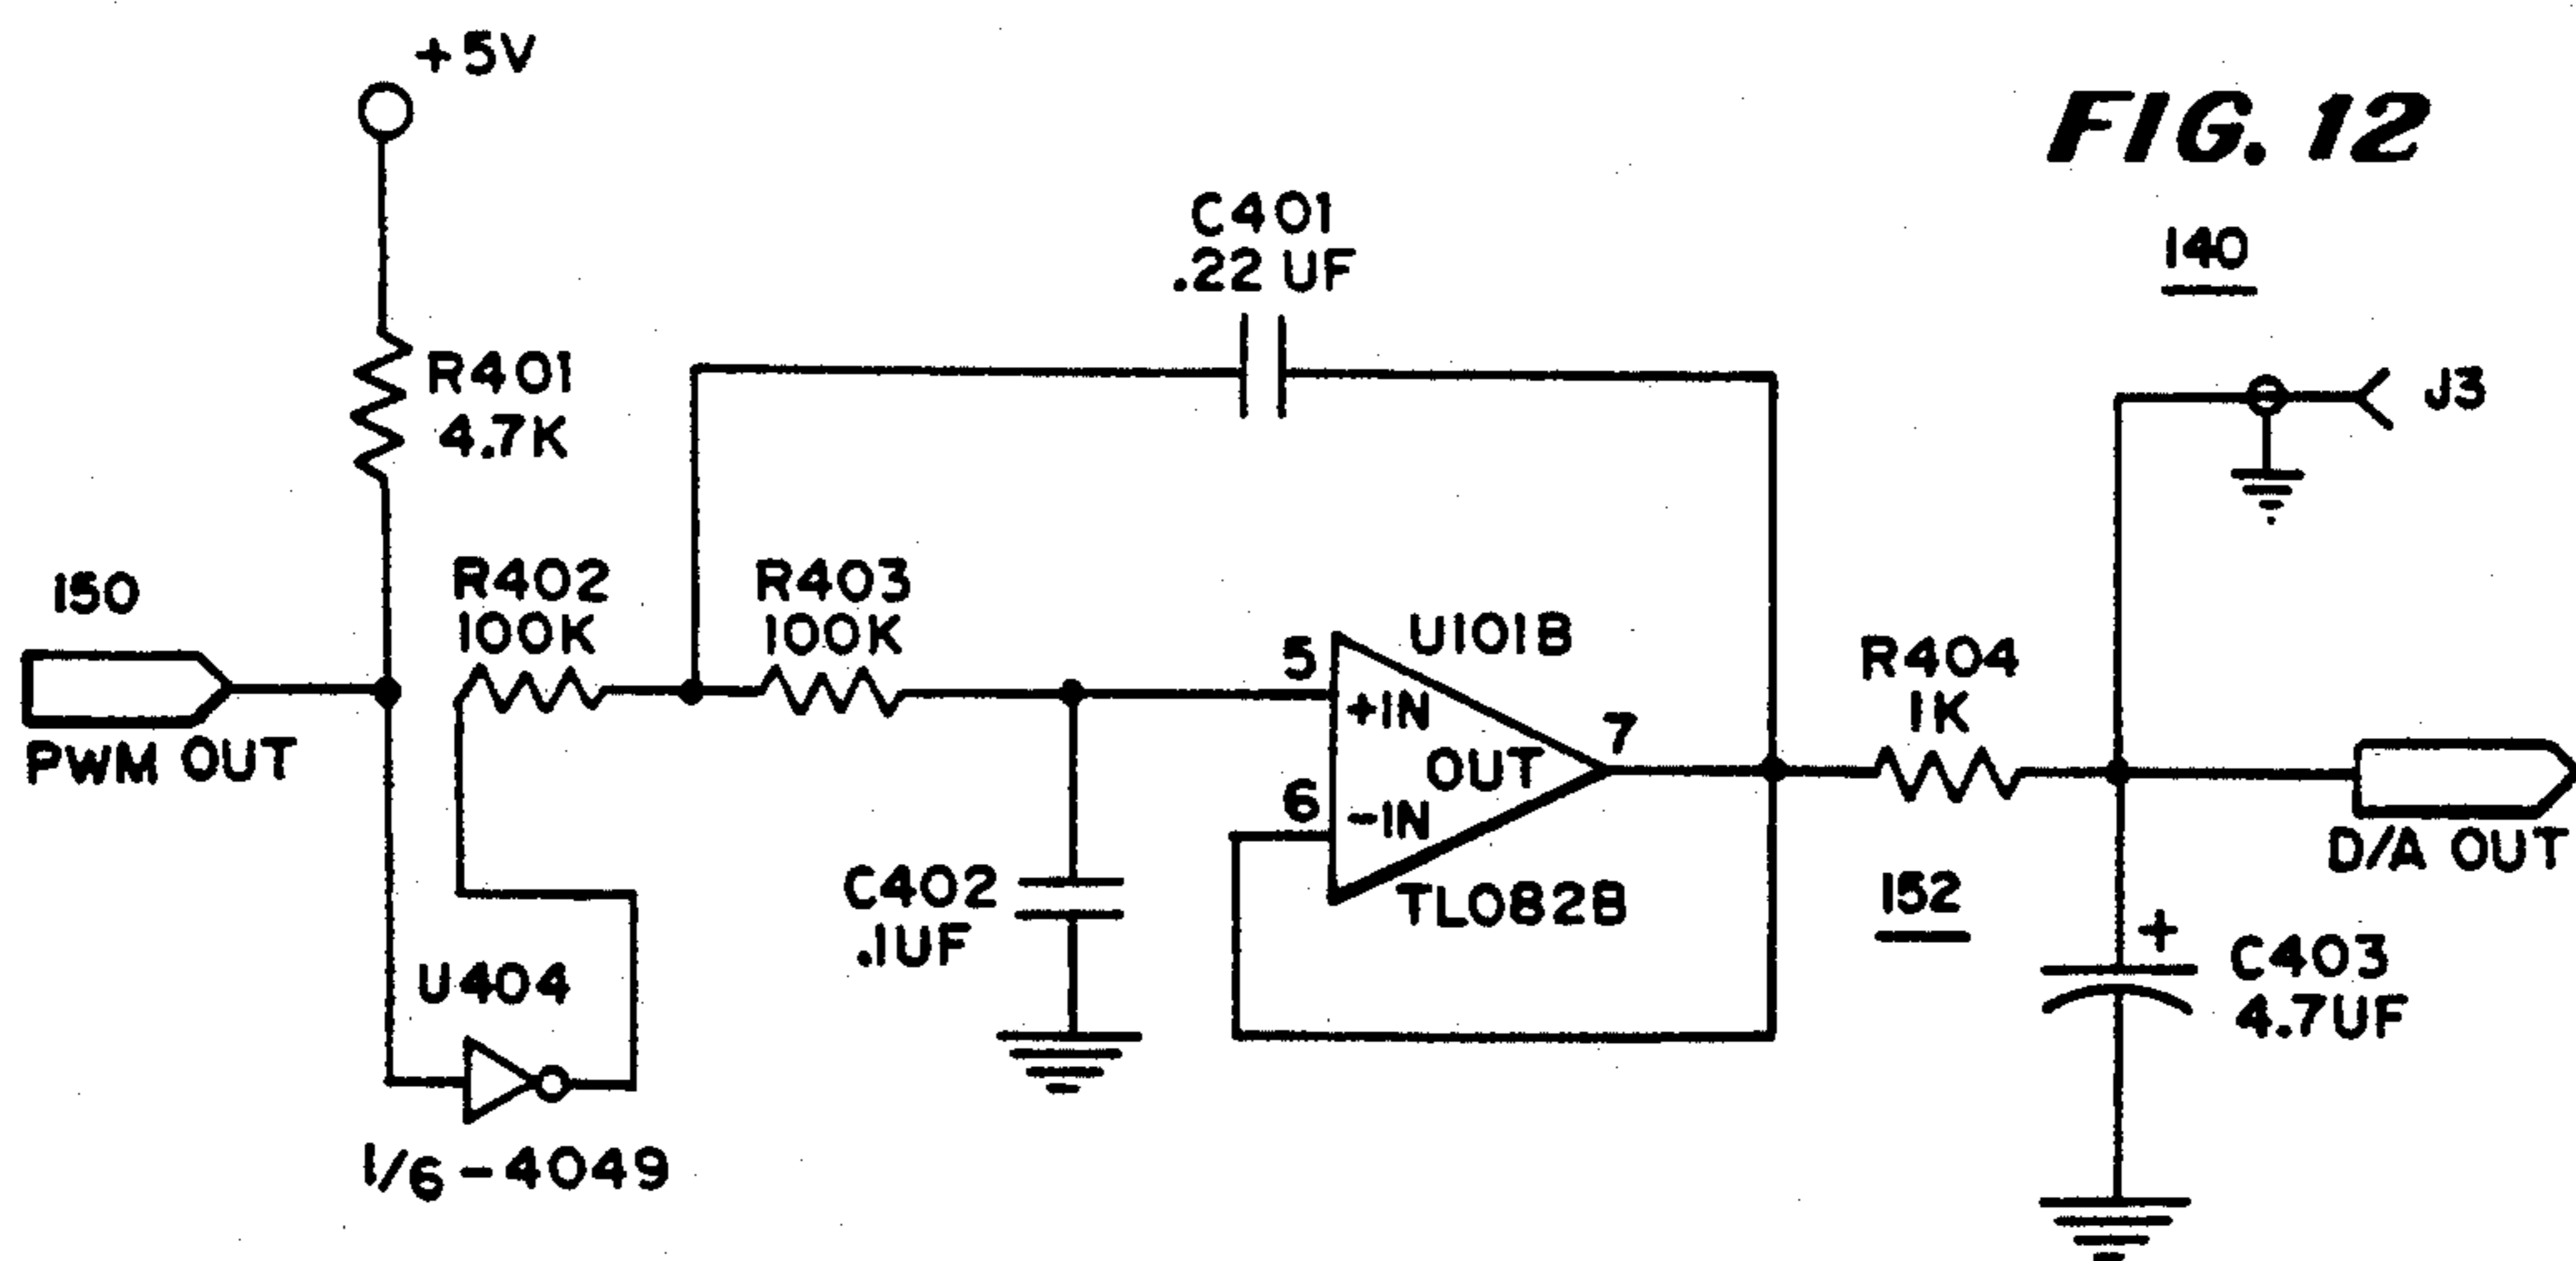 +5V
FIG. 12
140
C401
.22 UF
R401
4.7K
J3
150
PWM OUT
R402
100K
R403
100K
5
+IN
6
-IN
OUT
7
U101B
TL082B
R404
1K
D/A OUT
152
C402
.1UF
+
C403
4.7UF
U404
1/6-4049